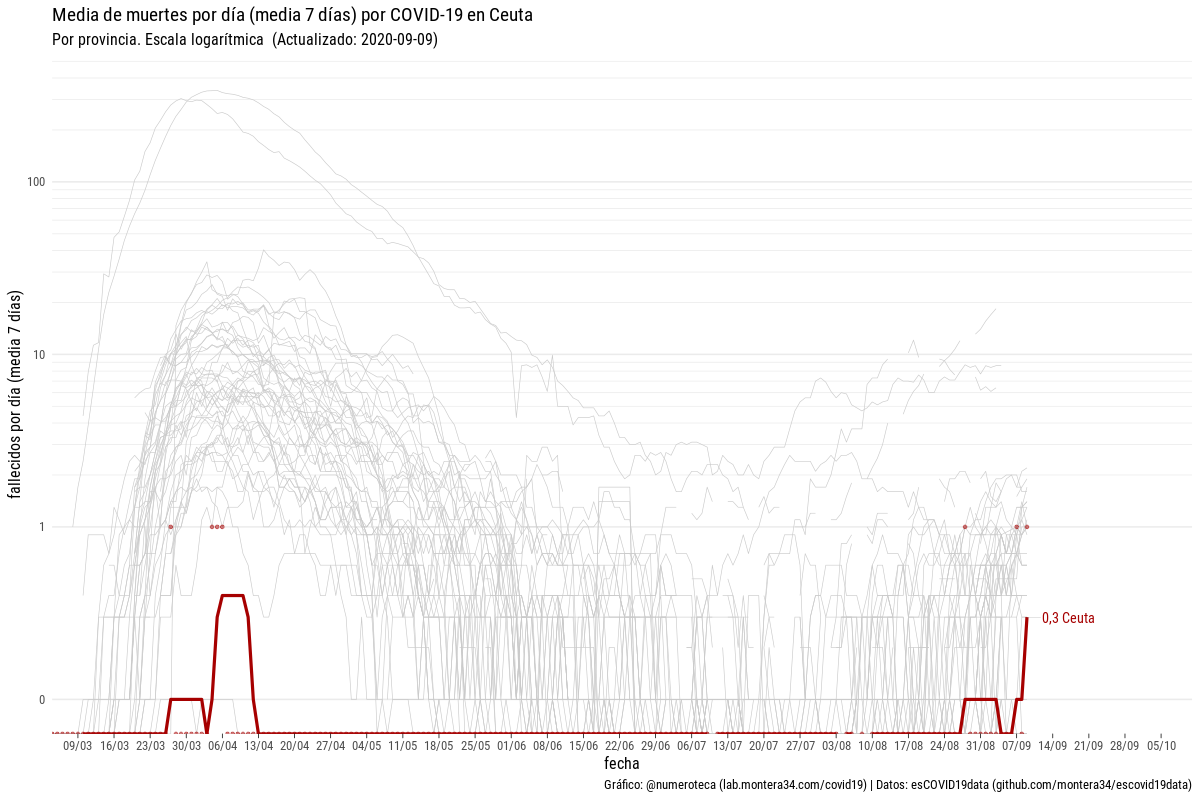 Media de muertes por día (media 7 días) por COVID-19 en Ceuta
Por provincia. Escala logarítmica  (Actualizado: 2020-09-09)
fallecidos por día (media 7 días)
100
10
1
0
0,3 Ceuta
09/03 16/03 23/03 30/03 06/04 13/04 20/04 27/04 04/05 11/05 18/05 25/05 01/06 08/06 15/06 22/06 29/06 06/07 13/07 20/07 27/07 03/08 10/08 17/08 24/08 31/08 07/09 14/09 21/09 28/09 05/10
fecha
Gráfico: @numeroteca (lab.montera34.com/covid19) | Datos: esCOVID19data (github.com/montera34/escovid19data)